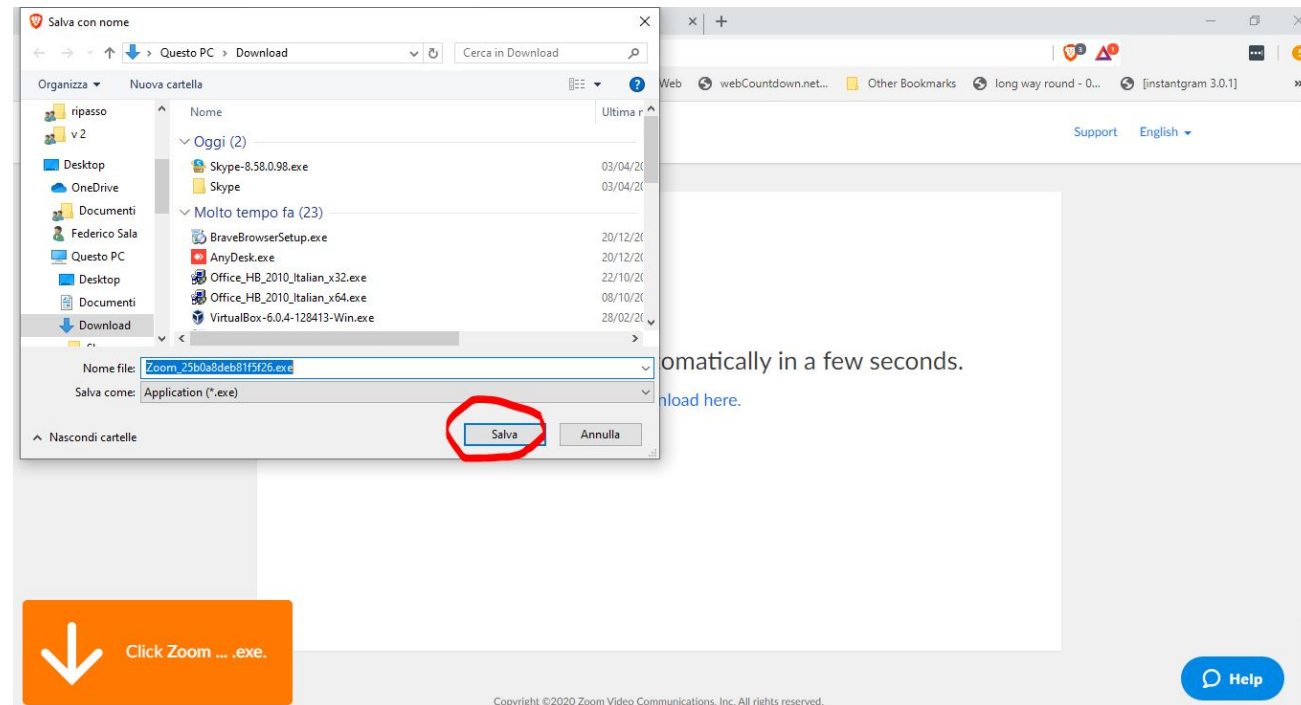 Salva con nome
Questo PC > Download
Cerca in Download
Organizza
Nuova cartella
Web
webCountdown.net...
Other Bookmarks
long way round - 0...
[instantgram 3.0.1]
Support
English
ripasso
v 2
Desktop
OneDrive
Documenti
Federico Sala
Questo PC
Desktop
Documenti
Download
Nome
Ultima
Oggi (2)
Skype-8.58.0.98.exe
03/04/20
Skype
03/04/20
Molto tempo fa (23)
BraveBrowserSetup.exe
20/12/20
AnyDesk.exe
20/12/20
Office_HB_2010_Italian_x32.exe
22/10/20
Office_HB_2010_Italian_x64.exe
08/10/20
VirtualBox-6.0.4-128413-Win.exe
28/02/20
Nome file: Zoom_25b0a8deb81f5f26.exe
Salva come: Application (*.exe)
Nascondi cartelle
Salva
Annulla
omatically in a few seconds.
nload here.
Click Zoom ... .exe.
Help
Copyright ©2020 Zoom Video Communications, Inc. All rights reserved.